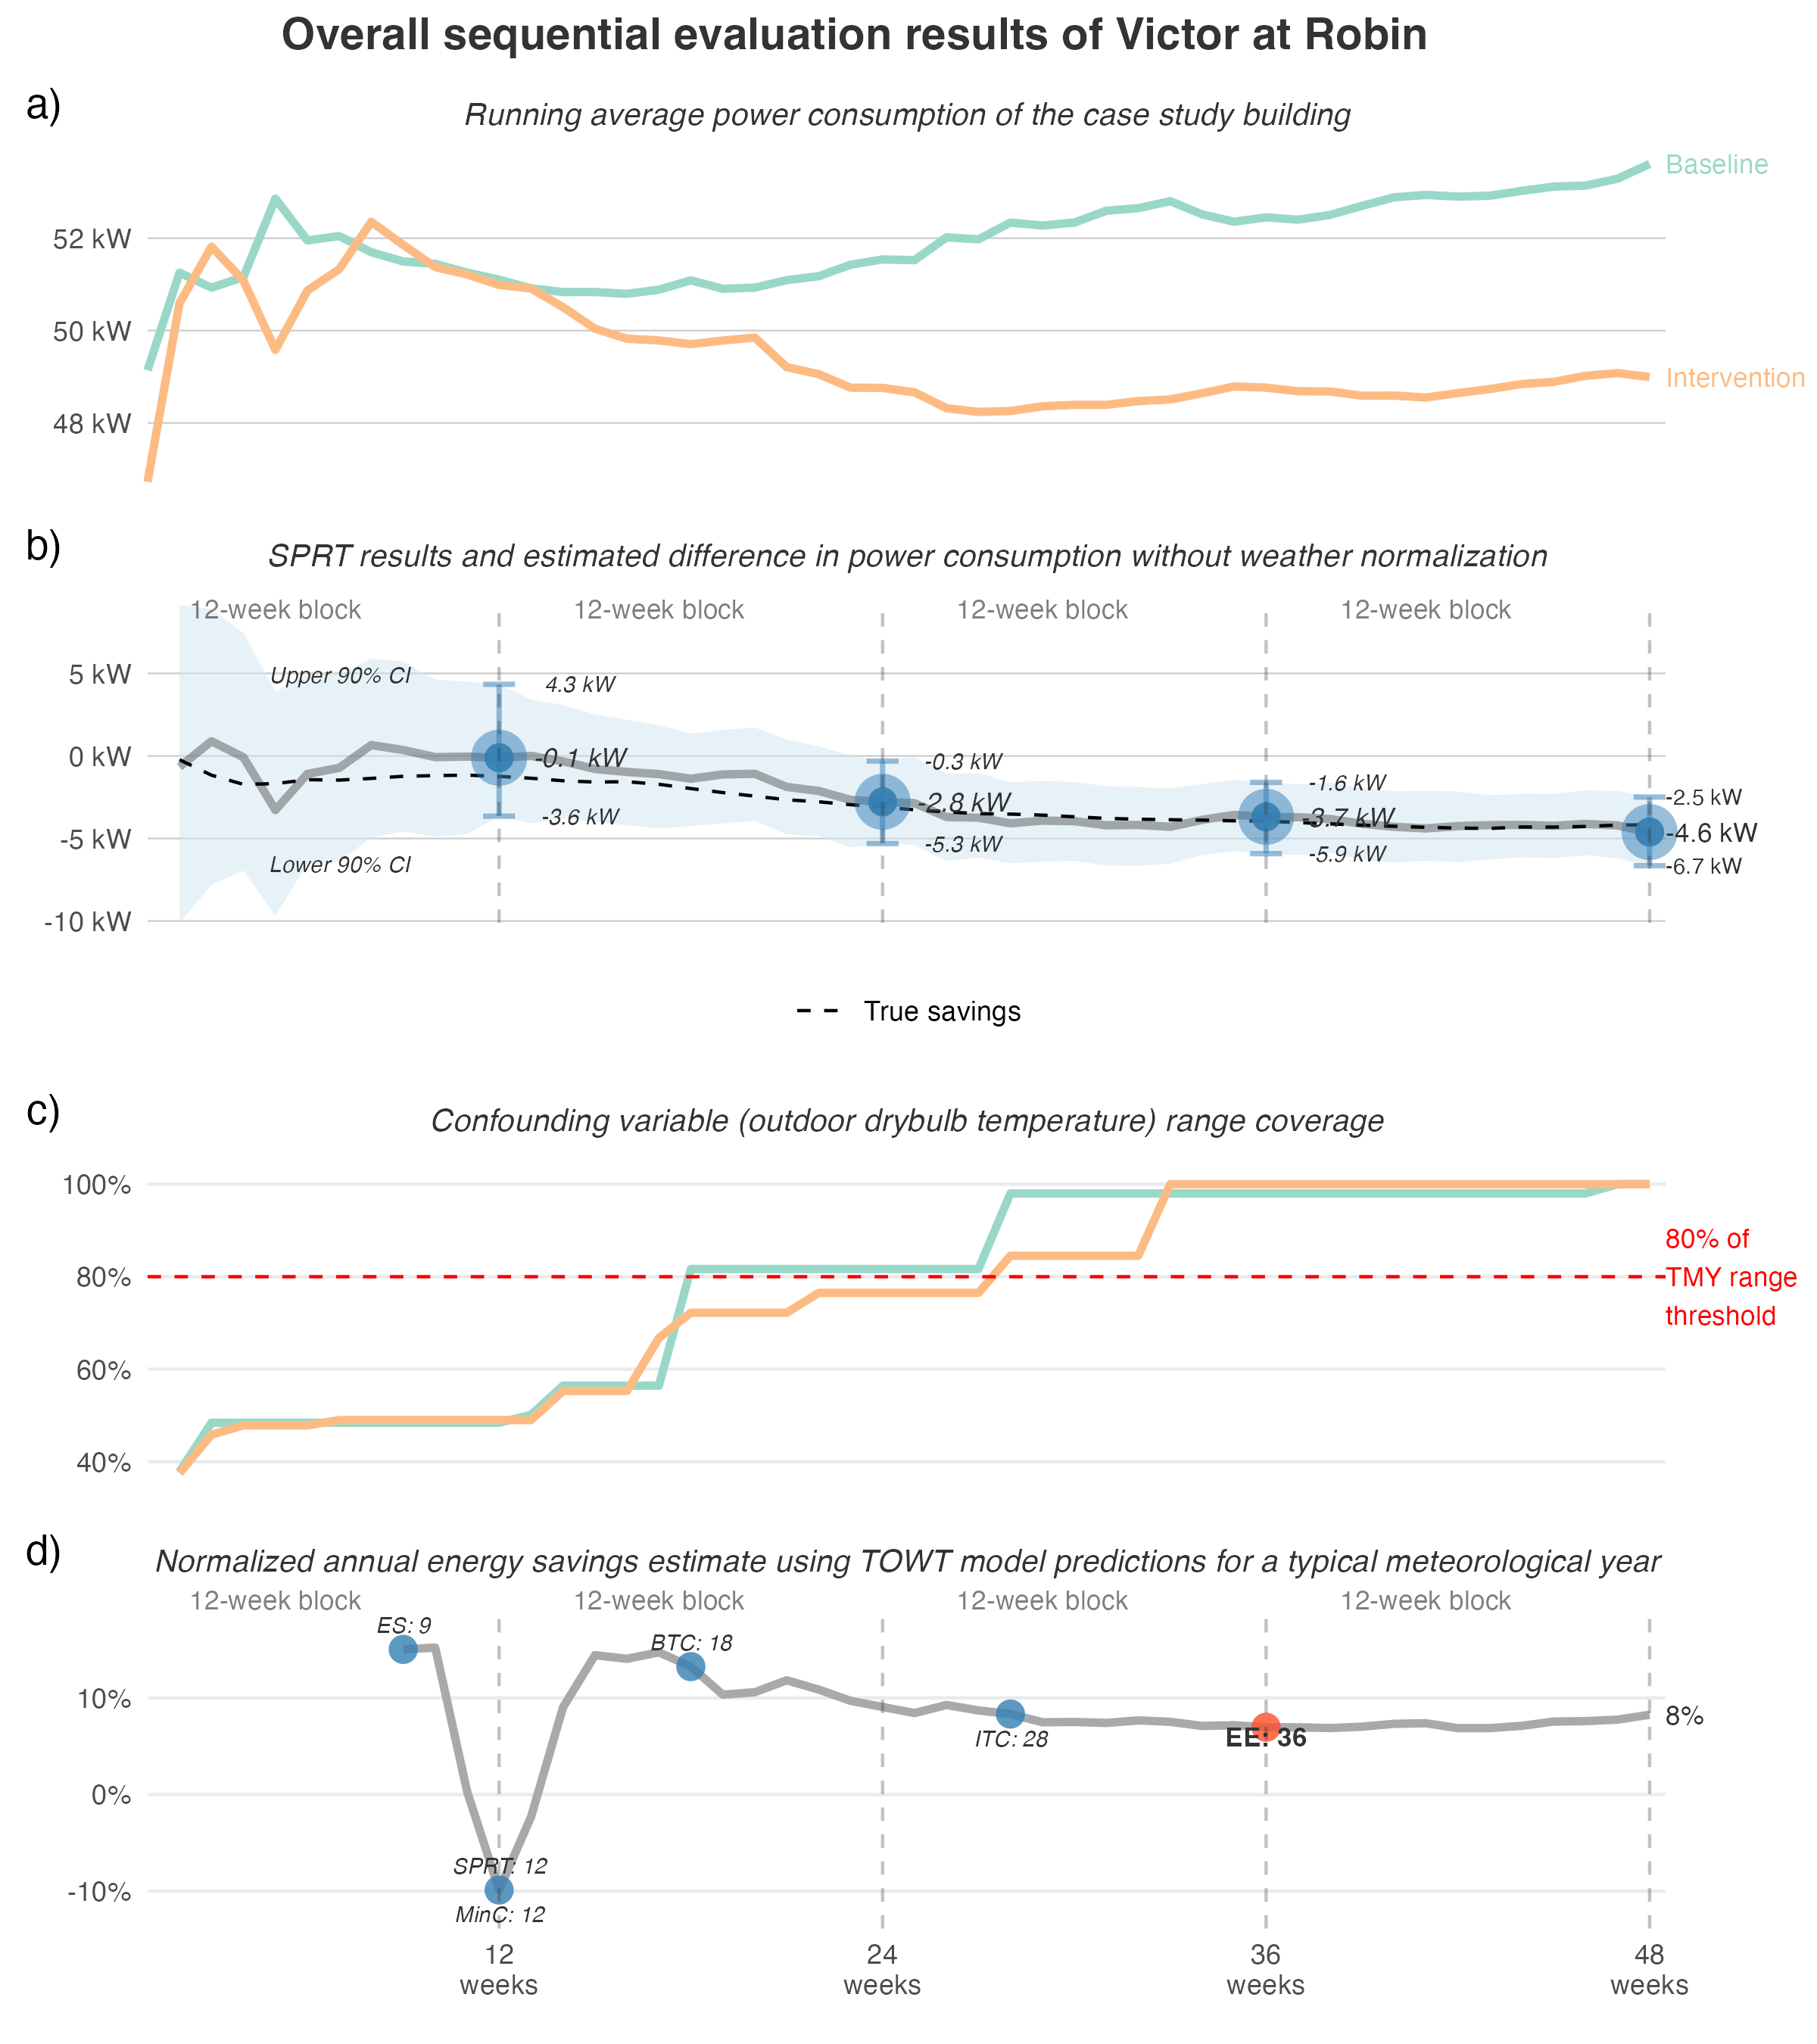 Overall sequential evaluation results of Victor at Robin
a)
Running average power consumption of the case study building
Baseline
52 kW
50 kW
Intervention
48 kW
b)
SPRT results and estimated difference in power consumption without weather normalization
12-week block
12-week block
12-week block
12-week block
5 kW
Upper 90% CI
4.3 kW
0 kW
-0.1 kW
-0.3 kW
-1.6 kW
-2.5 kW
-2.8 kW
-3.7 kW
-4.6 kW
-3.6 kW
-5 kW
-5.3 kW
-5.9 kW
-6.7 kW
Lower 90% CI
-10 kW
True savings
c)
Confounding variable (outdoor drybulb temperature) range coverage
100%
80%
60%
40%
80% of
TMY range
threshold
d)
Normalized annual energy savings estimate using TOWT model predictions for a typical meteorological year
12-week block
12-week block
12-week block
12-week block
ES: 9
BTC: 18
10%
ITC: 28
EE: 36
8%
0%
SPRT: 12
-10%
MinC: 12
12
weeks
24
weeks
36
weeks
48
weeks